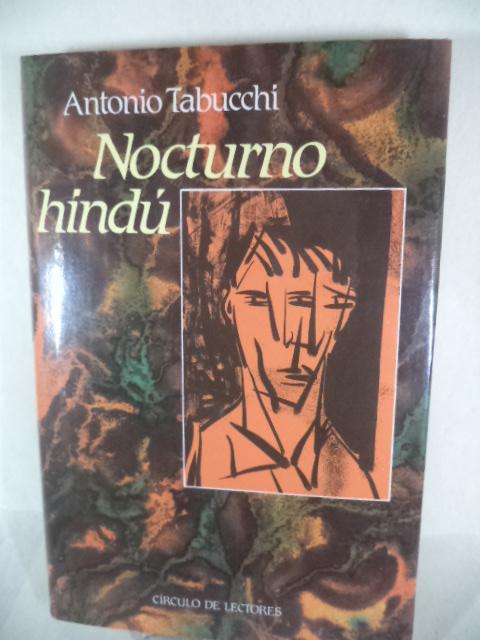 Antonio Tabucchi
Nocturno
hindú
CÍRCULO DE LECTORES